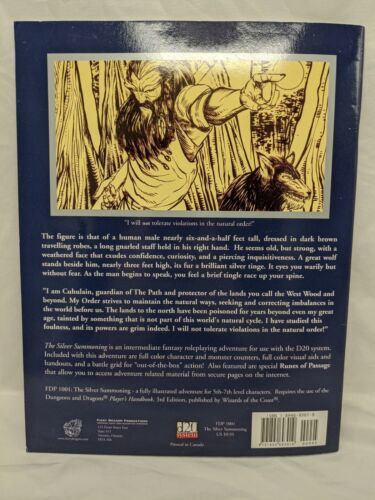 "I will not tolerate violations in the natural order!"
The figure is that of a human male nearly six-and-a-half feet tall, dressed in dark brown
travelling robes, a long gnarled staff held in his right hand. He seems old, but strong, with a
weathered face that exudes confidence, curiosity, and a piercing inquisitiveness. A great wolf
stands beside him, nearly three feet high, its fur a brilliant silver tinge. It eyes you warily but
without fear. As the man begins to speak, you feel a brief tingle race up your spine.
"I am Cuhulain, guardian of The Path and protector of the lands you call the West Wood and
beyond. My Order strives to maintain the natural ways, seeking and correcting imbalances in
the world before us. The lands to the north have been poisoned for years beyond even my great
age, tainted by something that is not part of this world's natural cycle. I have studied this
foulness, and its powers are grim indeed. I will not tolerate violations in the natural order!"
The Silver Summoning is an intermediate fantasy roleplaying adventure for use with the D20 system.
Included with this adventure are full color character and monster counters, full color visual aids and
handouts, and a battle grid for "out-of-the-box" action! Also featured are special Runes of Passage
that allow you to access adventure related material from secure pages on the internet.
FDP 1001: The Silver Summoning - a fully illustrated adventure for 5th-7th level characters. Requires the use of the
Dungeons and Dragons® Player's Handbook, 3rd Edition, published by Wizards of the Coast®.
d20
system
Printed in Canada
FDP 1001
The Silver Summoning